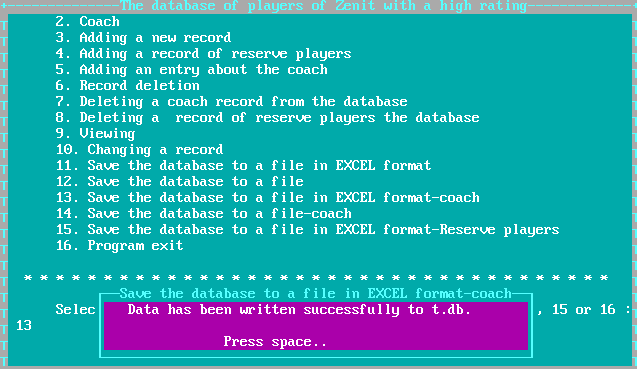 The database of players of Zenit with a high rating
2. Coach
3. Adding a new record
4. Adding a record of reserve players
5. Adding an entry about the coach
6. Record deletion
7. Deleting a coach record from the database
8. Deleting a  record of reserve players the database
9. Viewing
10. Changing a record
11. Save the database to a file in EXCEL format
12. Save the database to a file
13. Save the database to a file in EXCEL format-coach
14. Save the database to a file-coach
15. Save the database to a file in EXCEL format-Reserve players
16. Program exit
* * * * * * * * * * * * * * * * * * * * * * * * * * * * * * * * * * * * *
Save the database to a file in EXCEL format-coach
Selec Data has been written successfully to t.db. , 15 or 16 :
13
Press space..